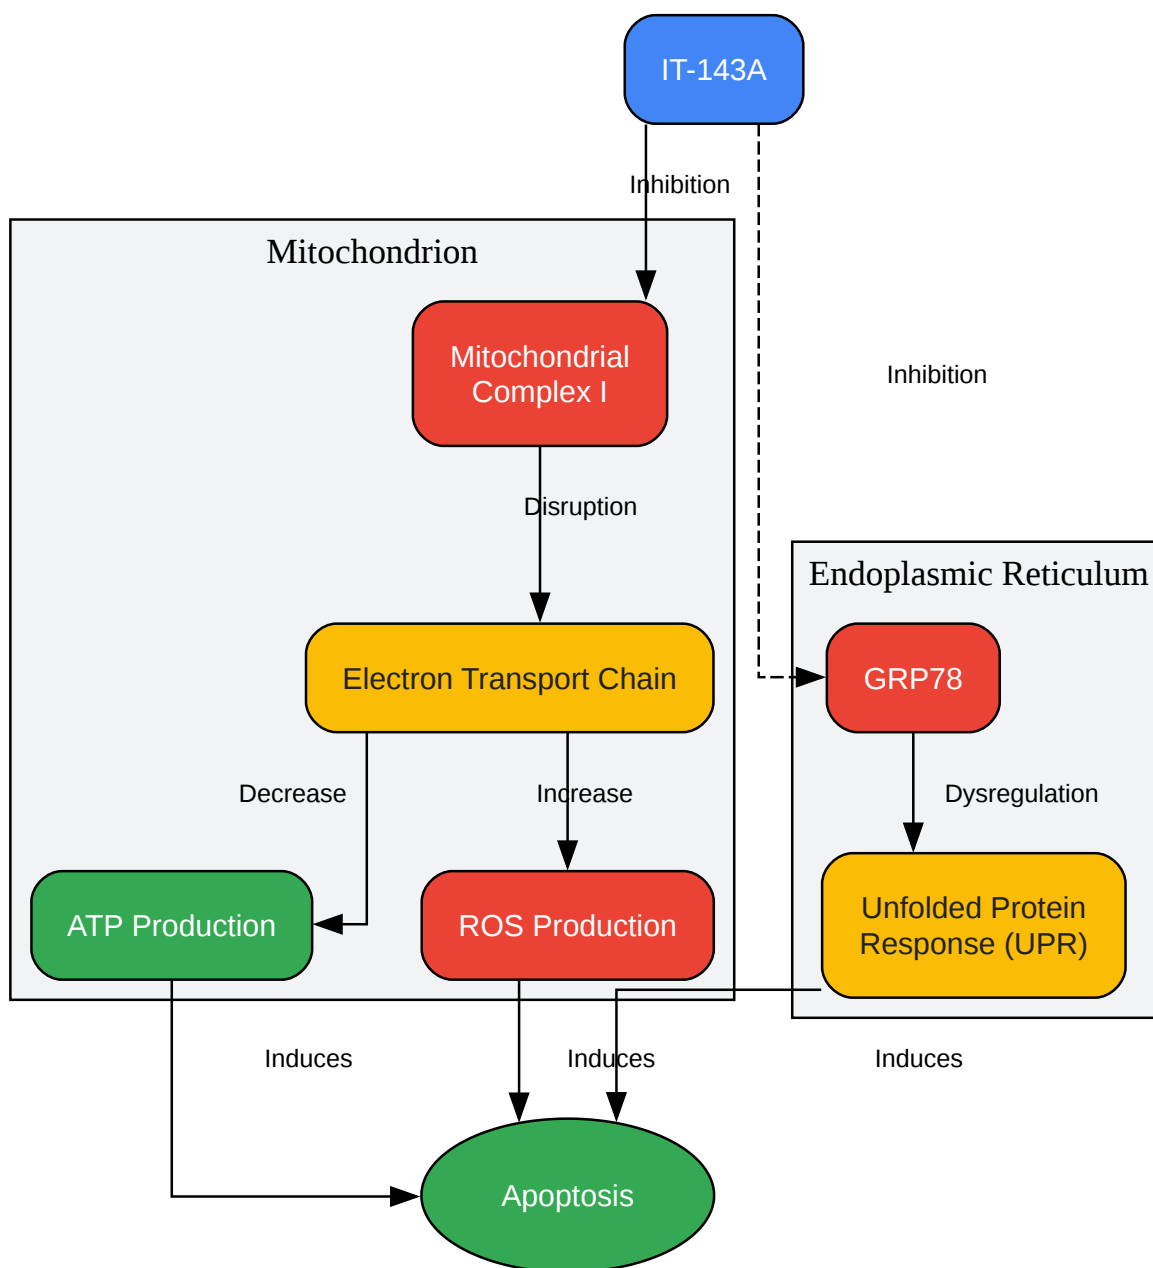 IT-143A
Inhibition
Mitochondrion
Mitochondrial
Complex I
Inhibition
Disruption
Endoplasmic Reticulum
Electron Transport Chain
GRP78
Decrease
Increase
Dysregulation
ATP Production
ROS Production
Unfolded Protein
Response (UPR)
Induces
Induces
Induces
Apoptosis